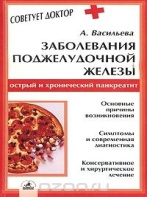 СОВЕТУЕТ ДОКТОР
А. Васильева
ЗАБОЛЕВАНИЯ
ПОДЖЕЛУДОЧНОЙ
ЖЕЛЕЗЫ
острый и хронический панкреатит
Основные
причины
возникновения
Симптомы
и современная
диагностика
Консервативное
и хирургическое
лечение